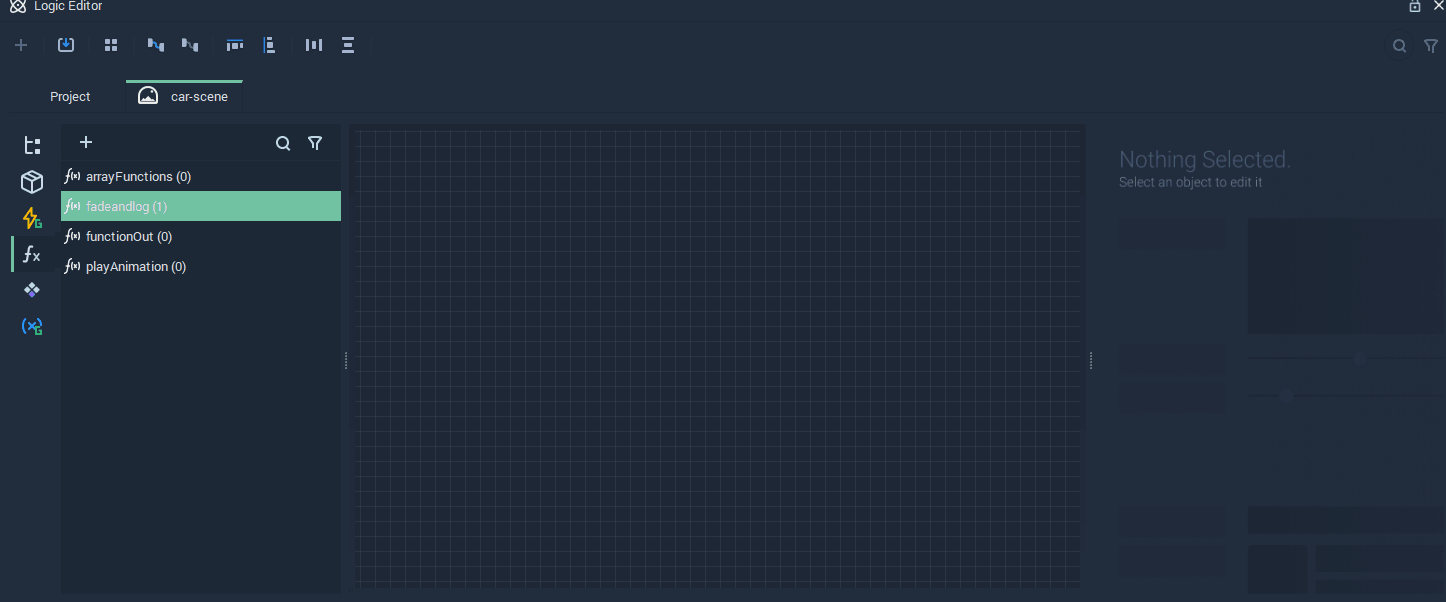 Logic Editor
Project
car-scene
arrayFunctions (0)
fadeandlog (1)
functionOut (0)
playAnimation (0)
Nothing Selected.
Select an object to edit it